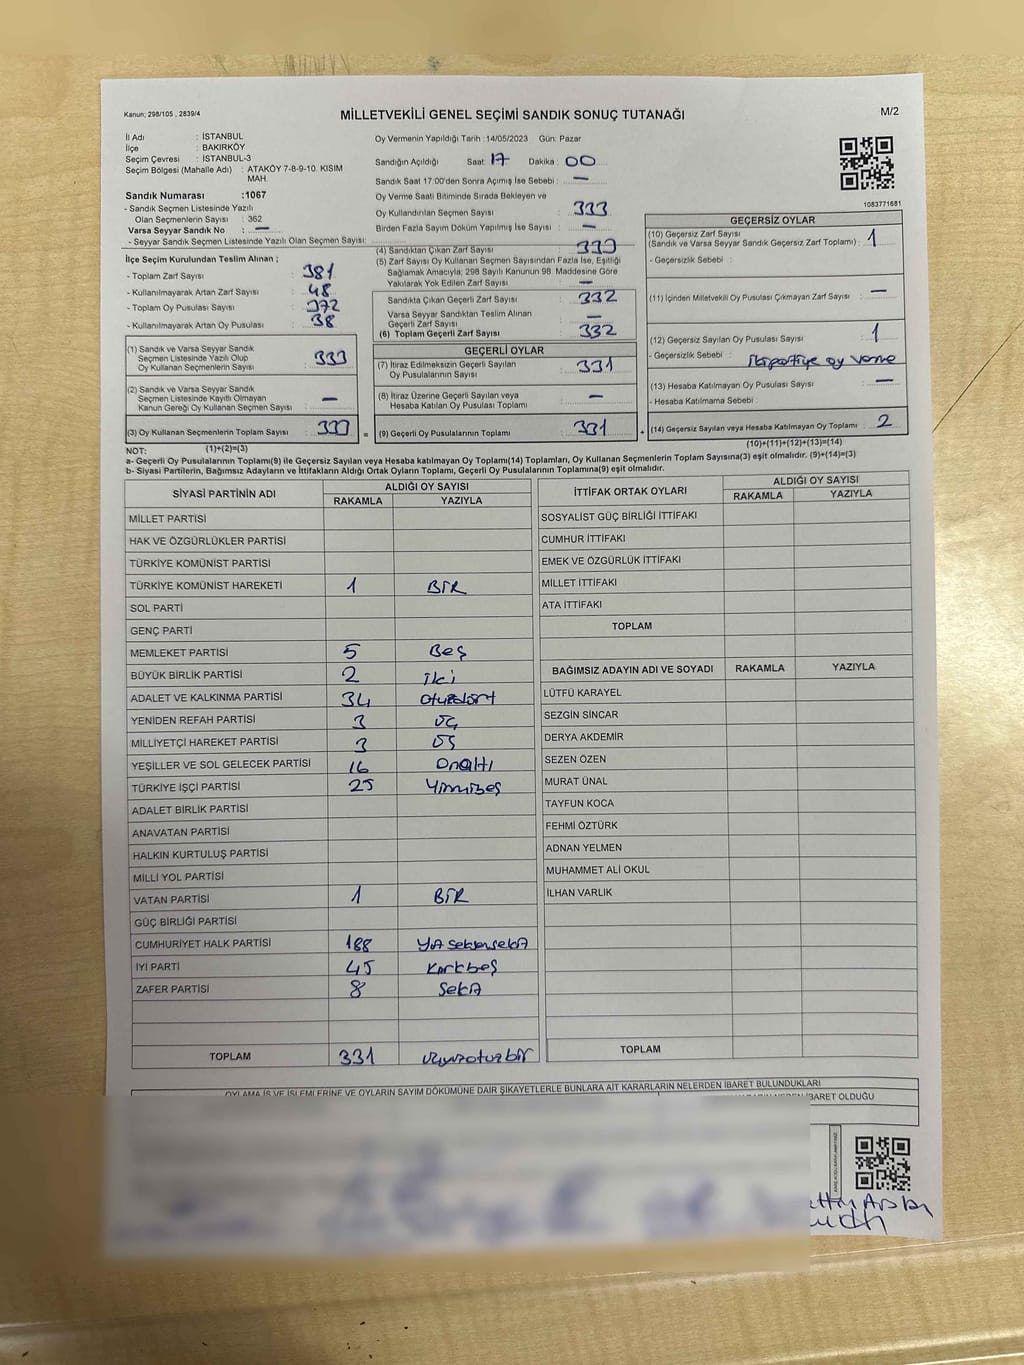 Kanun; 298/105 , 2839/4
MİLLETVEKİLİ GENEL SEÇİMİ SANDIK SONUÇ TUTANAĞI
M/2
İl Adı : İSTANBUL
İlçe : BAKIRKÖY
Seçim Çevresi : İSTANBUL-3
Seçim Bölgesi (Mahalle Adı) : ATAKÖY 7-8-9-10. KISIM MAH.
Sandık Numarası :1067
- Sandık Seçmen Listesinde Yazılı
Olan Seçmenlerin Sayısı : 362
Varsa Seyyar Sandık No : —
- Seyyar Sandık Seçmen Listesinde Yazılı Olan Seçmen Sayısı:
Oy Vermenin Yapıldığı Tarih :14/05/2023 Gün: Pazar
Sandığın Açıldığı Saat: 17 Dakika : 00
Sandık Saat 17:00'den Sonra Açımış İse Sebebi : —
Oy Verme Saati Bitiminde Sırada Bekleyen ve
Oy Kullandırılan Seçmen Sayısı : 333
Birden Fazla Sayım Döküm Yapılmış İse Sayısı : —
1083771681
İlçe Seçim Kurulundan Teslim Alınan ;
- Toplam Zarf Sayısı : 381
- Kullanılmayarak Artan Zarf Sayısı : 48
- Toplam Oy Pusulası Sayısı : 372
- Kullanılmayarak Artan Oy Pusulası : 38
(1) Sandık ve Varsa Seyyar Sandık
Seçmen Listesinde Yazılı Olup
Oy Kullanan Seçmenlerin Sayısı : 333
(2) Sandık ve Varsa Seyyar Sandık
Seçmen Listesinde Kayıtlı Olmayan
Kanun Gereği Oy Kullanan Seçmen Sayısı : —
(3) Oy Kullanan Seçmenlerin Toplam Sayısı : 333
(4) Sandıktan Çıkan Zarf Sayısı : 333
(5) Zarf Sayısı Oy Kullanan Seçmen Sayısından Fazla İse, Eşitliği
Sağlamak Amacıyla, 298 Sayılı Kanunun 98. Maddesine Göre
Yakılarak Yok Edilen Zarf Sayısı : —
Sandıkta Çıkan Geçerli Zarf Sayısı : 332
Varsa Seyyar Sandıktan Teslim Alınan
Geçerli Zarf Sayısı : —
(6) Toplam Geçerli Zarf Sayısı : 332
GEÇERLİ OYLAR
(7) İtiraz Edilmeksizin Geçerli Sayılan
Oy Pusulalarının Sayısı : 331
(8) İtiraz Üzerine Geçerli Sayılan veya
Hesaba Katılan Oy Pusulası Toplamı : —
= (9) Geçerli Oy Pusulalarının Toplamı : 331
GEÇERSİZ OYLAR
(10) Geçersiz Zarf Sayısı
(Sandık ve Varsa Seyyar Sandık Geçersiz Zarf Toplamı) : 1
- Geçersizlik Sebebi :
(11) İçinden Milletvekili Oy Pusulası Çıkmayan Zarf Sayısı : —
(12) Geçersiz Sayılan Oy Pusulası Sayısı : 1
- Geçersizlik Sebebi : iki partiye oy verme
(13) Hesaba Katılmayan Oy Pusulası Sayısı : —
- Hesaba Katılmama Sebebi :
+ (14) Geçersiz Sayılan veya Hesaba Katılmayan Oy Toplamı : 2
NOT: (1)+(2)=(3)
(10)+(11)+(12)+(13)=(14)
a- Geçerli Oy Pusulalarının Toplamı(9) ile Geçersiz Sayılan veya Hesaba Katılmayan Oy Toplamı(14) Toplamları, Oy Kullanan Seçmenlerin Toplam Sayısına(3) eşit olmalıdır. (9)+(14)=(3)
b- Siyasi Partilerin, Bağımsız Adayların ve İttifakların Aldığı Ortak Oyların Toplamı, Geçerli Oy Pusulalarının Toplamına(9) eşit olmalıdır.
SİYASİ PARTİNİN ADI ALDIĞI OY SAYISI
RAKAMLA YAZIYLA
MİLLET PARTİSİ
HAK VE ÖZGÜRLÜKLER PARTİSİ
TÜRKİYE KOMÜNİST PARTİSİ
TÜRKİYE KOMÜNİST HAREKETİ 1 BİR
SOL PARTİ
GENÇ PARTİ
MEMLEKET PARTİSİ 5 Beş
BÜYÜK BİRLİK PARTİSİ 2 iki
ADALET VE KALKINMA PARTİSİ 34 otuzdört
YENİDEN REFAH PARTİSİ 3 üç
MİLLİYETÇİ HAREKET PARTİSİ 3 üç
YEŞİLLER VE SOL GELECEK PARTİSİ 16 onaltı
TÜRKİYE İŞÇİ PARTİSİ 25 Yirmibeş
ADALET BİRLİK PARTİSİ
ANAVATAN PARTİSİ
HALKIN KURTULUŞ PARTİSİ
MİLLİ YOL PARTİSİ
VATAN PARTİSİ 1 BİR
GÜÇ BİRLİĞİ PARTİSİ
CUMHURİYET HALK PARTİSİ 188 Yüz seksensekiz
İYİ PARTİ 45 Kırkbeş
ZAFER PARTİSİ 8 Sekiz
TOPLAM 331 üçyüzotuzbir
İTTİFAK ORTAK OYLARI ALDIĞI OY SAYISI
RAKAMLA YAZIYLA
SOSYALİST GÜÇ BİRLİĞİ İTTİFAKI
CUMHUR İTTİFAKI
EMEK VE ÖZGÜRLÜK İTTİFAKI
MİLLET İTTİFAKI
ATA İTTİFAKI
TOPLAM
BAĞIMSIZ ADAYIN ADI VE SOYADI RAKAMLA YAZIYLA
LÜTFÜ KARAYEL
SEZGİN SİNCAR
DERYA AKDEMİR
SEZEN ÖZEN
MURAT ÜNAL
TAYFUN KOCA
FEHMİ ÖZTÜRK
ADNAN YELMEN
MUHAMMET ALİ OKUL
İLHAN VARLIK
TOPLAM
OYLAMA İŞ VE İŞLEMLERİNE VE OYLARIN SAYIM DÖKÜMÜNE DAİR ŞİKAYETLERLE BUNLARA AİT KARARLARIN NELERDEN İBARET BULUNDUKLARI
İBARET OLDUĞU